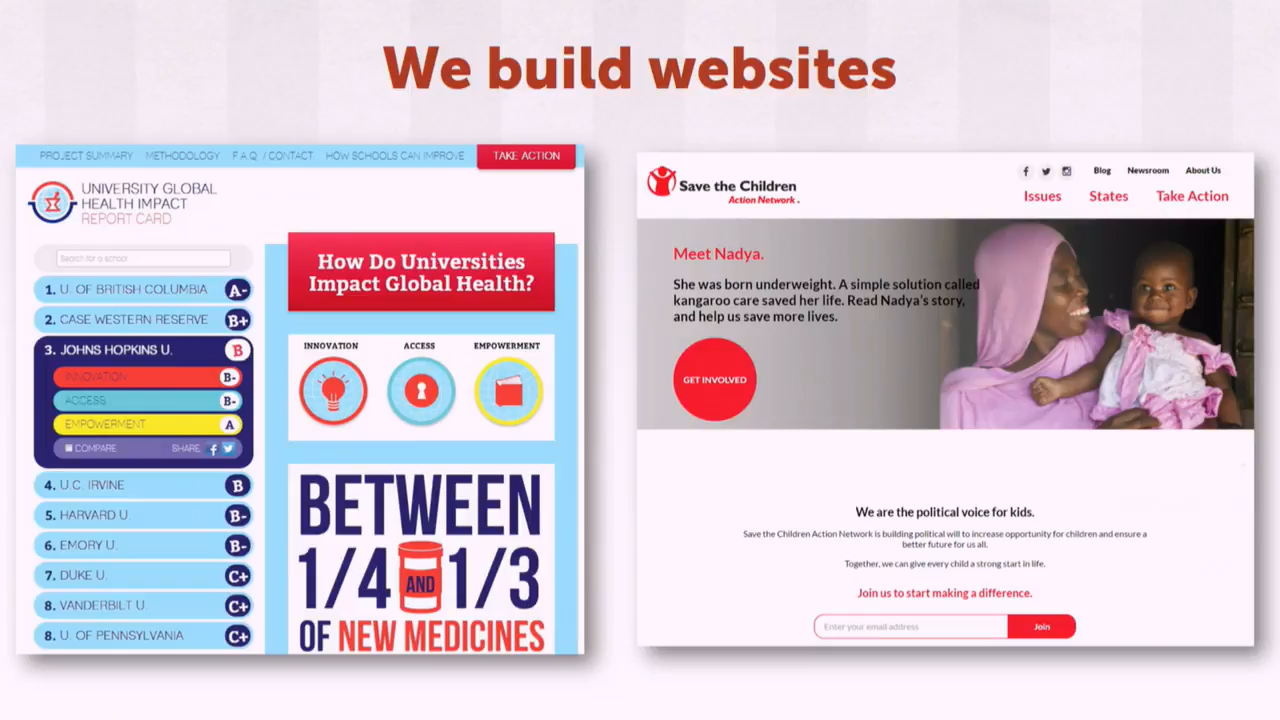 We build websites
PROJECT SUMMARY METHODOLOGY F.A.Q. / CONTACT HOW SCHOOLS CAN IMPROVE TAKE ACTION
UNIVERSITY GLOBAL
HEALTH IMPACT
REPORT CARD
Search for a school
1. U. OF BRITISH COLUMBIA A-
2. CASE WESTERN RESERVE B+
3. JOHNS HOPKINS U. B
INNOVATION B-
ACCESS B-
EMPOWERMENT A
COMPARE SHARE
4. U.C. IRVINE B
5. HARVARD U. B-
6. EMORY U. B-
7. DUKE U. C+
8. VANDERBILT U. C+
8. U. OF PENNSYLVANIA C+
How Do Universities
Impact Global Health?
INNOVATION ACCESS EMPOWERMENT
BETWEEN
1/4 AND 1/3
OF NEW MEDICINES
Save the Children
Action Network.
Blog Newsroom About Us
Issues States Take Action
Meet Nadya.
She was born underweight. A simple solution called
kangaroo care saved her life. Read Nadya's story,
and help us save more lives.
GET INVOLVED
We are the political voice for kids.
Save the Children Action Network is building political will to increase opportunity for children and ensure a
better future for us all.
Together, we can give every child a strong start in life.
Join us to start making a difference.
Enter your email address Join